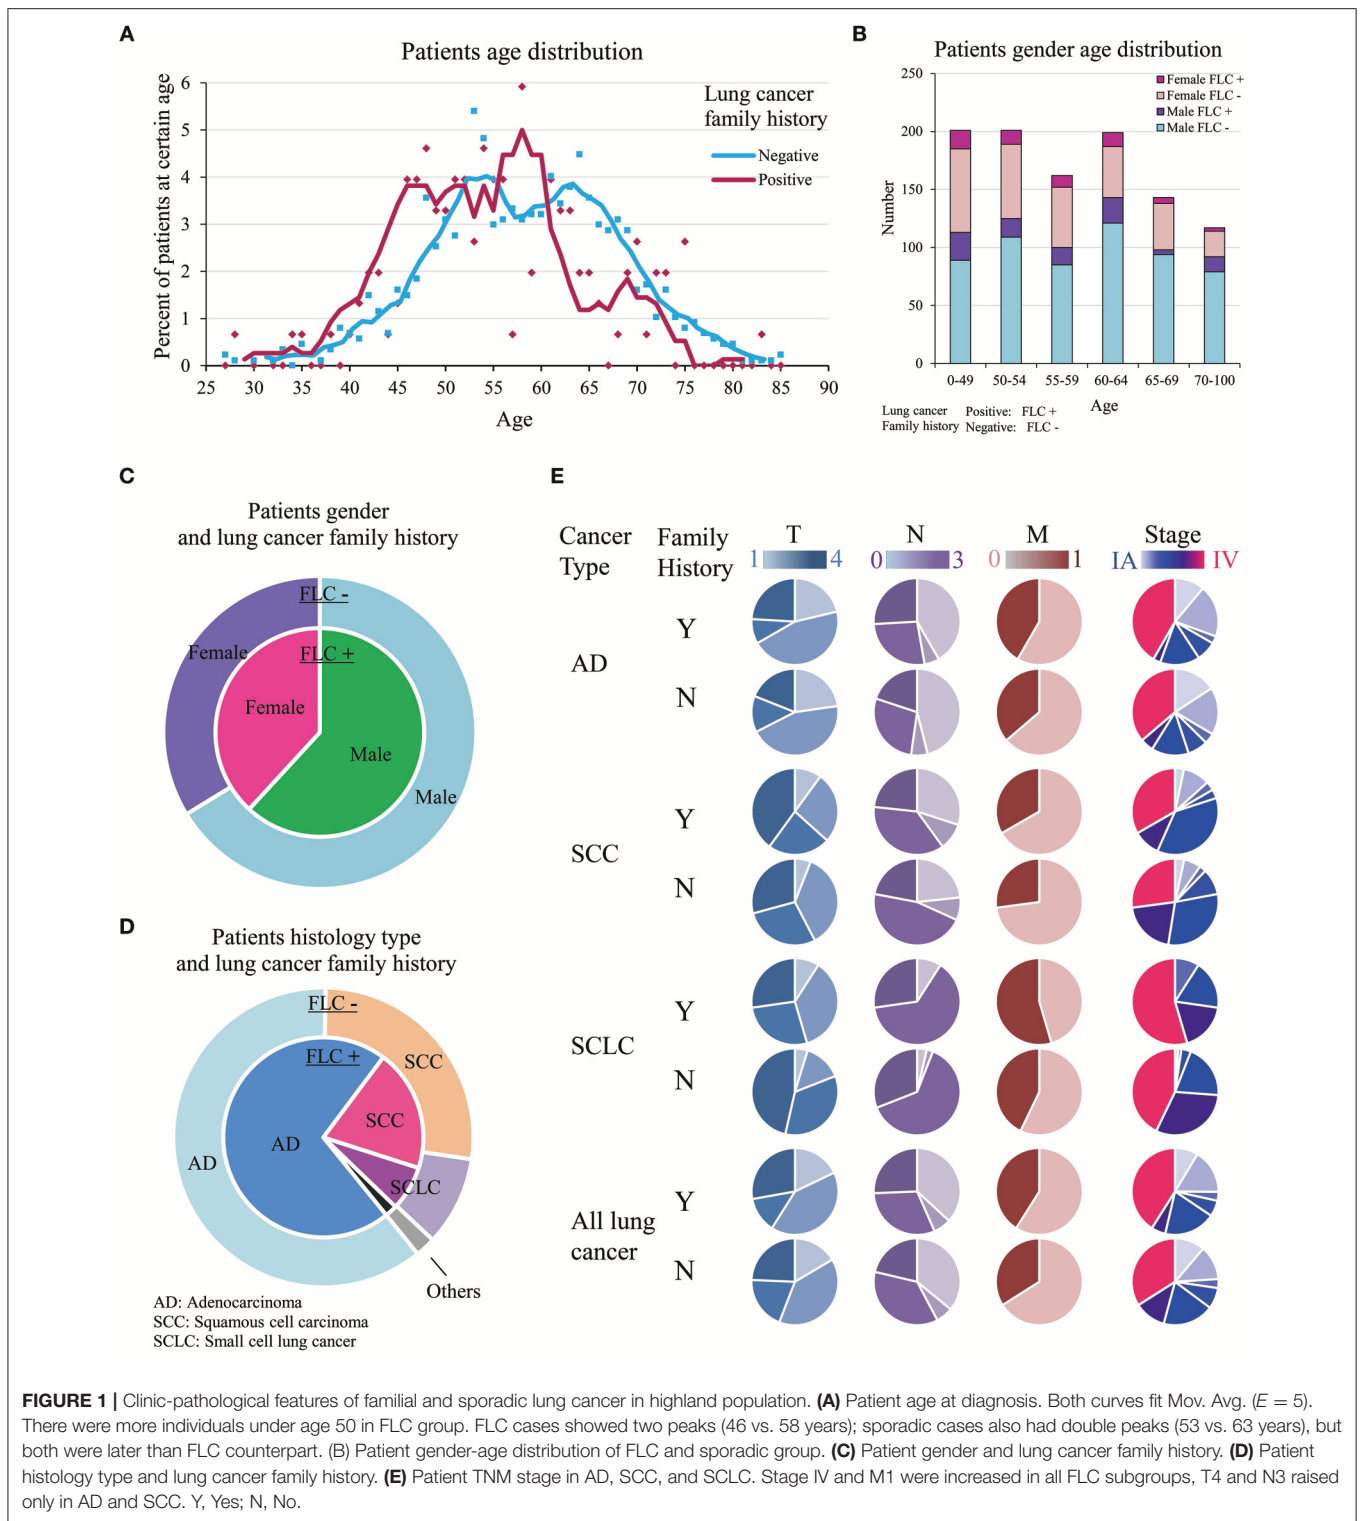 A
Patients age distribution
Percent of patients at certain age
6
5
4
3
2
1
0
25 30 35 40 45 50 55 60 65 70 75 80 85 90
Age
Lung cancer
family history
Negative
Positive
B
Patients gender age distribution
Number
250
200
150
100
50
0
Female FLC +
Female FLC -
Male FLC +
Male FLC -
0-49 50-54 55-59 60-64 65-69 70-100
Age
Lung cancer Positive: FLC +
Family history Negative: FLC -
C
Patients gender
and lung cancer family history
FLC -
FLC +
Female
Female
Male
Male
D
Patients histology type
and lung cancer family history
FLC -
FLC +
SCC
SCC
AD
AD
SCLC
Others
AD: Adenocarcinoma
SCC: Squamous cell carcinoma
SCLC: Small cell lung cancer
E
Cancer
Type
Family
History
T
1 4
N
0 3
M
0 1
Stage
IA IV
AD
Y
N
SCC
Y
N
SCLC
Y
N
All lung
cancer
Y
N
FIGURE 1 | Clinic-pathological features of familial and sporadic lung cancer in highland population. (A) Patient age at diagnosis. Both curves fit Mov. Avg. (E = 5).
There were more individuals under age 50 in FLC group. FLC cases showed two peaks (46 vs. 58 years); sporadic cases also had double peaks (53 vs. 63 years), but
both were later than FLC counterpart. (B) Patient gender-age distribution of FLC and sporadic group. (C) Patient gender and lung cancer family history. (D) Patient
histology type and lung cancer family history. (E) Patient TNM stage in AD, SCC, and SCLC. Stage IV and M1 were increased in all FLC subgroups, T4 and N3 raised
only in AD and SCC. Y, Yes; N, No.